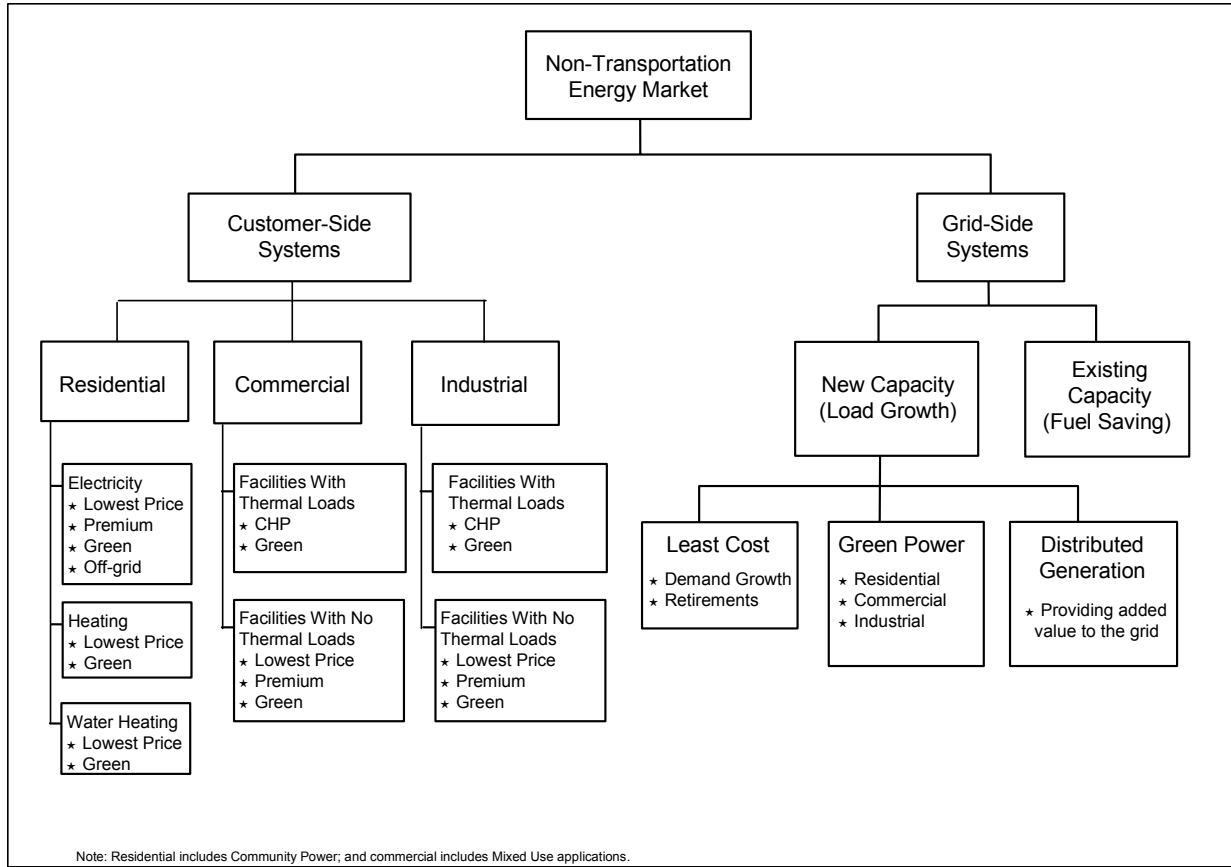 Non-Transportation
Energy Market
Customer-Side
Systems
Grid-Side
Systems
Residential
Commercial
Industrial
New Capacity
(Load Growth)
Existing
Capacity
(Fuel Saving)
Electricity
★ Lowest Price
★ Premium
★ Green
★ Off-grid
Heating
★ Lowest Price
★ Green
Water Heating
★ Lowest Price
★ Green
Facilities With
Thermal Loads
★ CHP
★ Green
Facilities With No
Thermal Loads
★ Lowest Price
★ Premium
★ Green
Facilities With
Thermal Loads
★ CHP
★ Green
Facilities With No
Thermal Loads
★ Lowest Price
★ Premium
★ Green
Least Cost
★ Demand Growth
★ Retirements
Green Power
★ Residential
★ Commercial
★ Industrial
Distributed
Generation
★ Providing added
value to the grid
Note: Residential includes Community Power; and commercial includes Mixed Use applications.